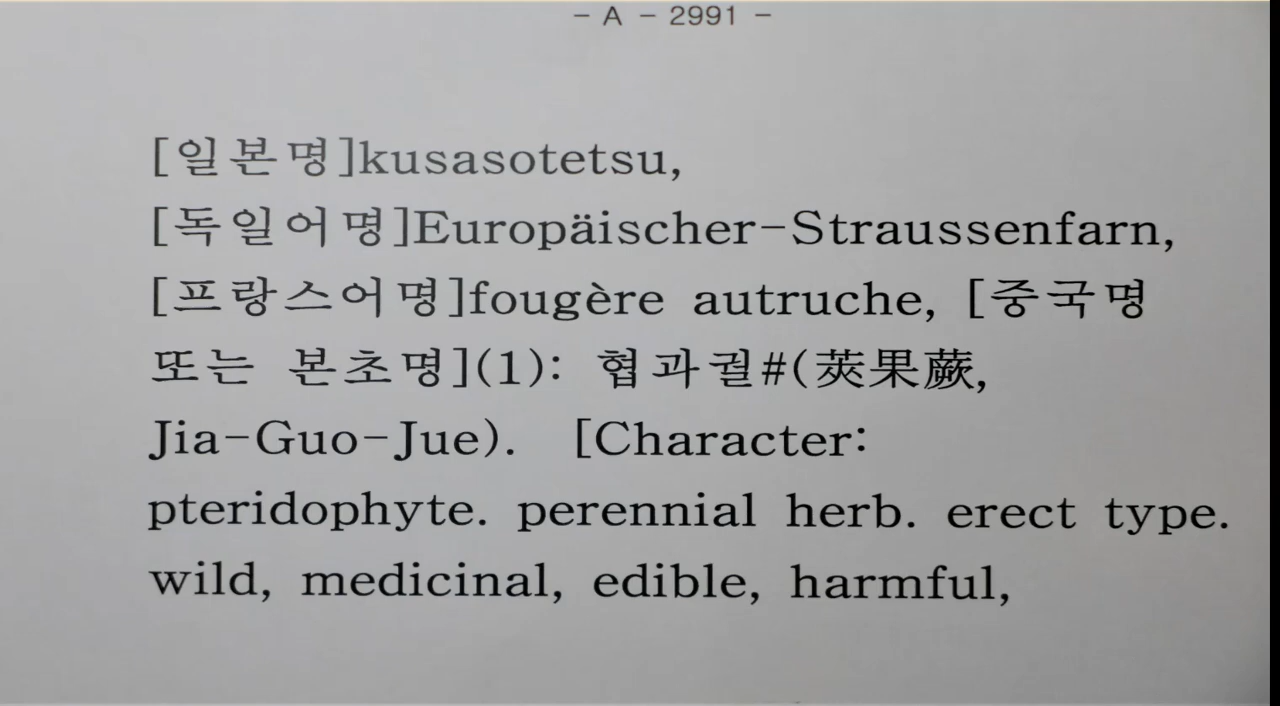 - A - 2991 -
[일본명]kusasotetsu,
[독일어명]Europäischer-Straussenfarn,
[프랑스어명]fougère autruche, [중국명
또는 본초명](1): 협과궐#(莢果蕨,
Jia-Guo-Jue). [Character:
pteridophyte. perennial herb. erect type.
wild, medicinal, edible, harmful,